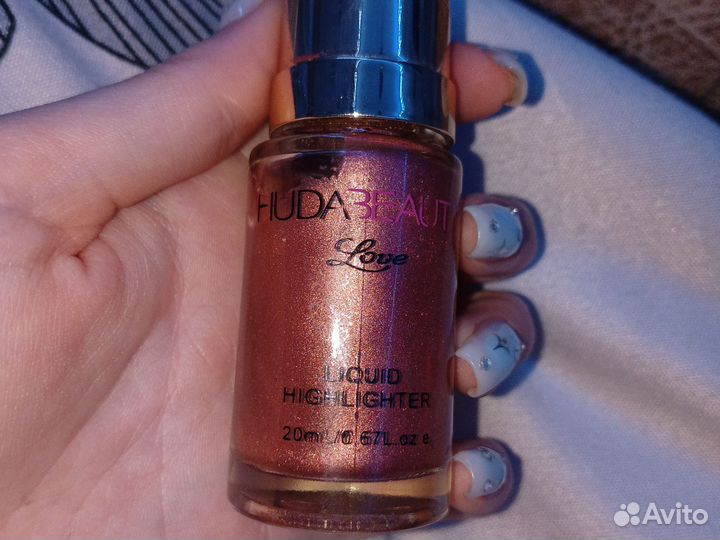 HUDABEAUT
Love
LIQUID
HIGHLIGHTER
20ml /0.67L.oz e
Avito